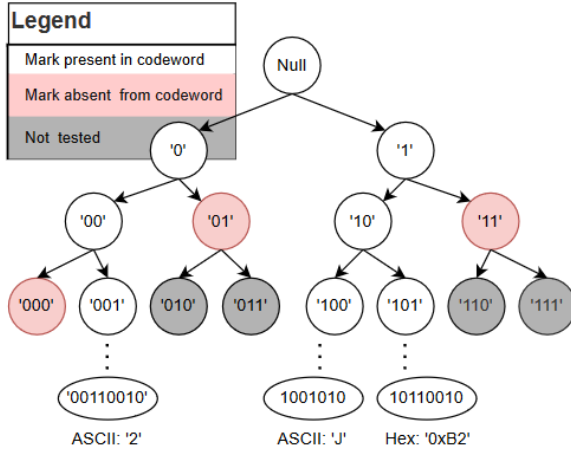 Legend
Mark present in codeword
Mark absent from codeword
Not tested
Null
'0' '1'
'00' '01' '10' '11'
'000' '001' '010' '011' '100' '101' '110' '111'
'00110010' 1001010 10110010
ASCII: '2' ASCII: 'J' Hex: '0xB2'